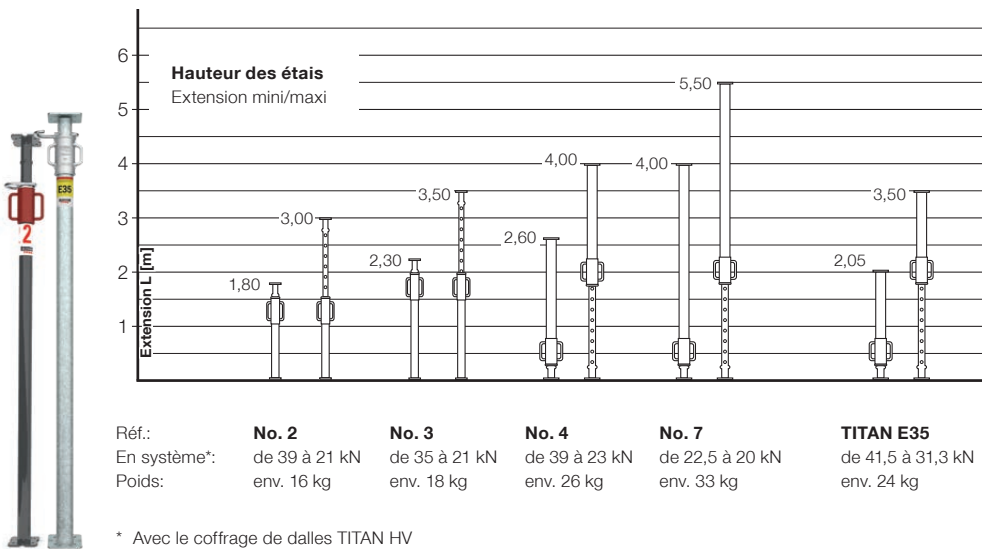 6
Hauteur des étais
Extension mini/maxi
5,50
5
4,00
4,00
4
3,50
3,50
E35
3,00
3
2
2,60
2,30
2,05
2
1,80
1
Extension L [m]
Réf.: No. 2 No. 3 No. 4 No. 7 TITAN E35
En système*: de 39 à 21 kN de 35 à 21 kN de 39 à 23 kN de 22,5 à 20 kN de 41,5 à 31,3 kN
Poids: env. 16 kg env. 18 kg env. 26 kg env. 33 kg env. 24 kg
* Avec le coffrage de dalles TITAN HV